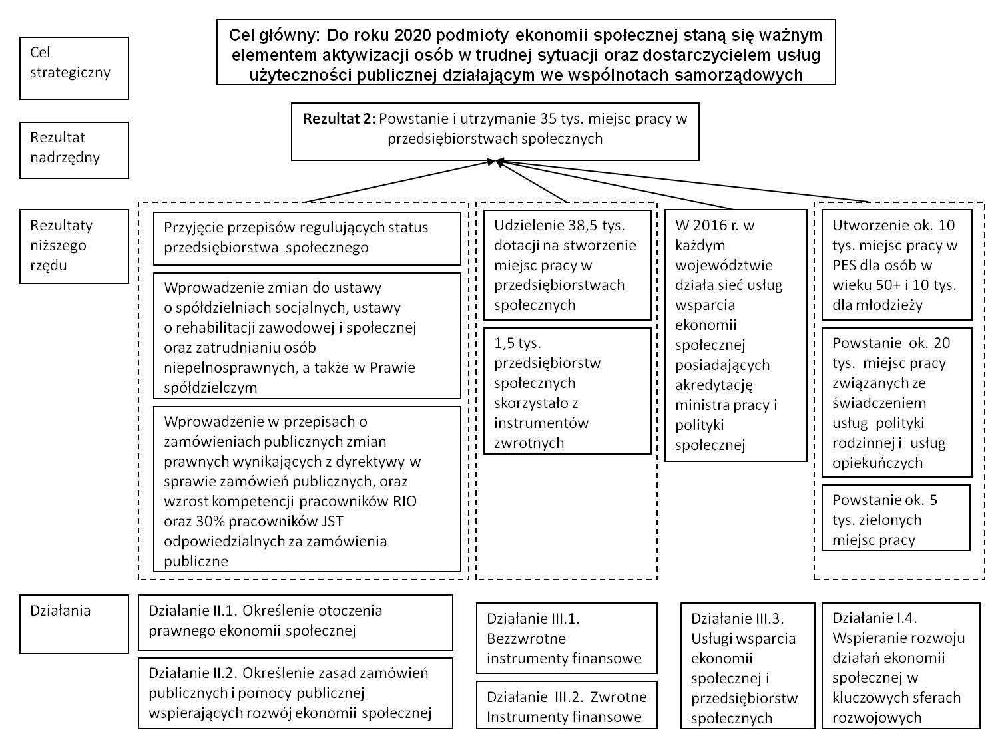 Cel
strategiczny
Cel główny: Do roku 2020 podmioty ekonomii społecznej staną się ważnym
elementem aktywizacji osób w trudnej sytuacji oraz dostarczycielem usług
użyteczności publicznej działającym we wspólnotach samorządowych
Rezultat
nadrzędny
Rezultat 2: Powstanie i utrzymanie 35 tys. miejsc pracy w
przedsiębiorstwach społecznych
Rezultaty
niższego
rzędu
Przyjęcie przepisów regulujących status
przedsiębiorstwa społecznego
Wprowadzenie zmian do ustawy
o spółdzielniach socjalnych, ustawy
o rehabilitacji zawodowej i społecznej
oraz zatrudnianiu osób
niepełnosprawnych, a także w Prawie
spółdzielczym
Wprowadzenie w przepisach o
zamówieniach publicznych zmian
prawnych wynikających z dyrektywy w
sprawie zamówień publicznych, oraz
wzrost kompetencji pracowników RIO
oraz 30% pracowników JST
odpowiedzialnych za zamówienia
publiczne
Udzielenie 38,5 tys.
dotacji na stworzenie
miejsc pracy w
przedsiębiorstwach
społecznych
1,5 tys.
przedsiębiorstw
społecznych
skorzystało z
instrumentów
zwrotnych
W 2016 r. w
każdym
województwie
działa sieć usług
wsparcia
ekonomii
społecznej
posiadających
akredytację
ministra pracy i
polityki
społecznej
Utworzenie ok. 10
tys. miejsc pracy w
PES dla osób w
wieku 50+ i 10 tys.
dla młodzieży
Powstanie ok. 20
tys. miejsc pracy
związanych ze
świadczeniem
usług polityki
rodzinnej i usług
opiekuńczych
Powstanie ok. 5
tys. zielonych
miejsc pracy
Działania
Działanie II.1. Określenie otoczenia
prawnego ekonomii społecznej
Działanie II.2. Określenie zasad zamówień
publicznych i pomocy publicznej
wspierających rozwój ekonomii społecznej
Działanie III.1.
Bezzwrotne
instrumenty finansowe
Działanie III.2. Zwrotne
Instrumenty finansowe
Działanie III.3.
Usługi wsparcia
ekonomii
społecznej i
przedsiębiorstw
społecznych
Działanie I.4.
Wspieranie rozwoju
działań ekonomii
społecznej w
kluczowych sferach
rozwojowych